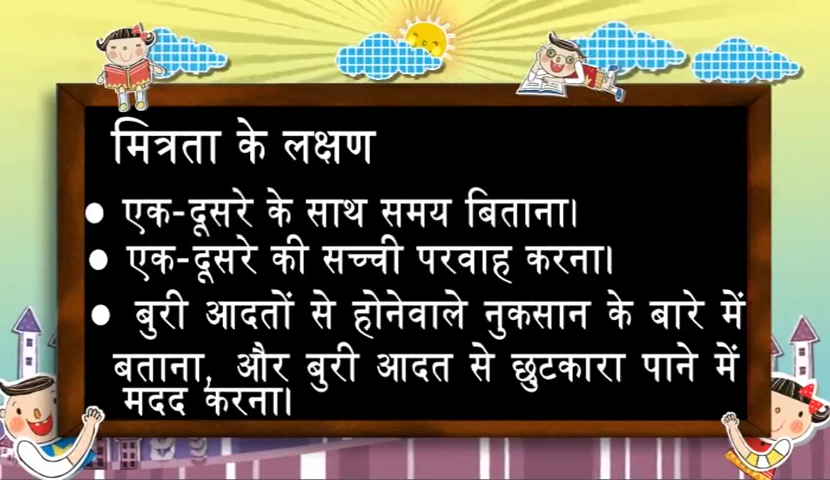 मित्रता के लक्षण
• एक-दूसरे के साथ समय बिताना।
• एक-दूसरे की सच्ची परवाह करना।
• बुरी आदतों से होनेवाले नुकसान के बारे में
बताना, और बुरी आदत से छुटकारा पाने में
मदद करना।